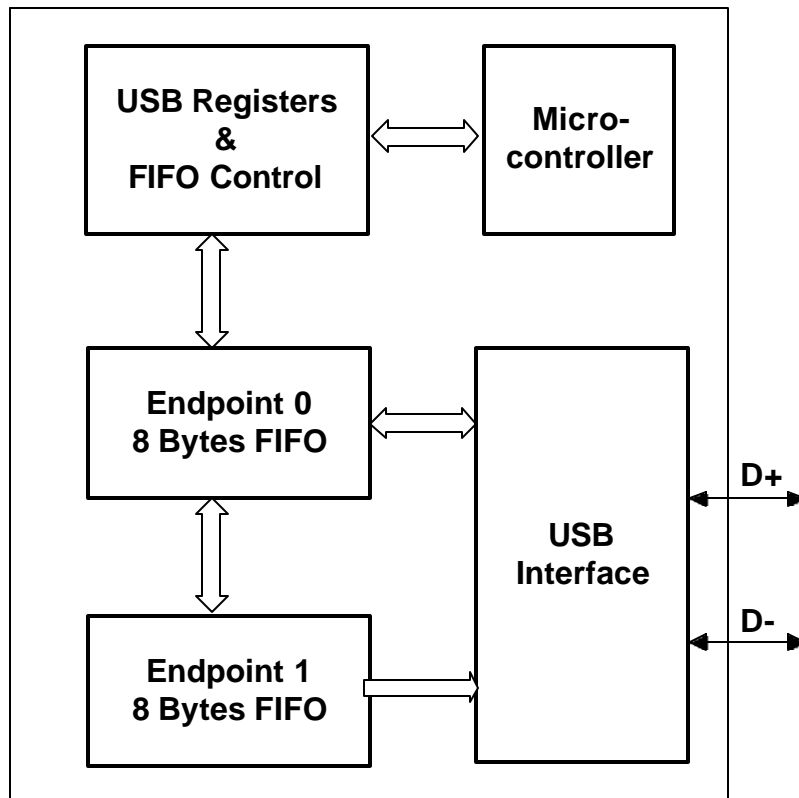 USB Registers
&
FIFO Control
Micro-
controller
Endpoint 0
8 Bytes FIFO
USB
Interface
D+
D-
Endpoint 1
8 Bytes FIFO